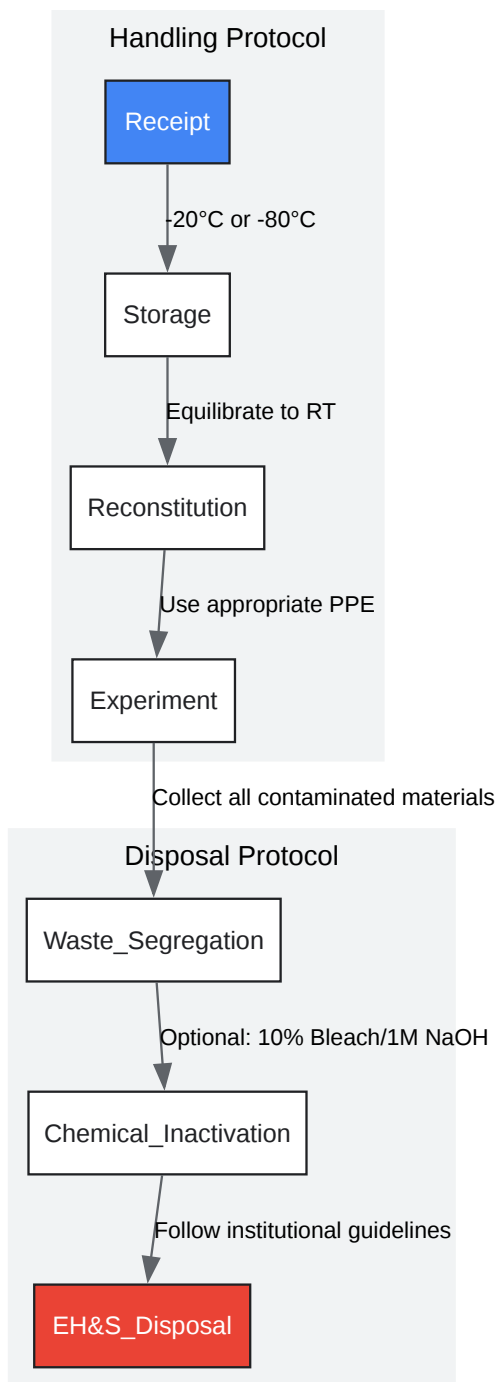 Handling Protocol
Receipt
-20°C or -80°C
Storage
Equilibrate to RT
Reconstitution
Use appropriate PPE
Experiment
Collect all contaminated materials
Disposal Protocol
Waste_Segregation
Optional: 10% Bleach/1M NaOH
Chemical_Inactivation
Follow institutional guidelines
EH&S_Disposal